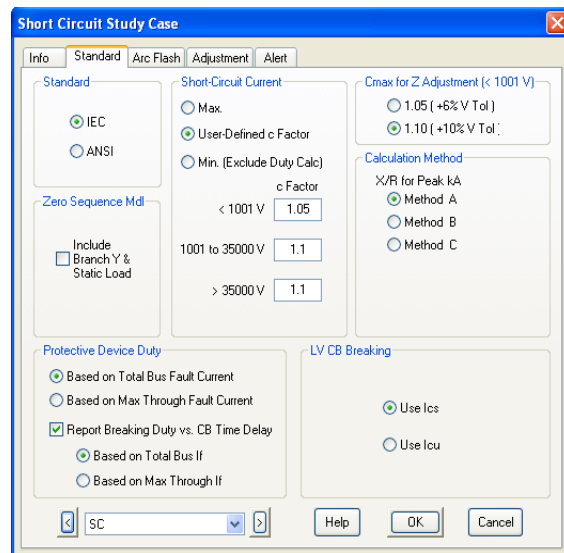 Short Circuit Study Case
Info Standard Arc Flash Adjustment Alert
Standard
IEC
ANSI
Zero Sequence Mdl
Include
Branch Y &
Static Load
Short-Circuit Current
Max.
User-Defined c Factor
Min. (Exclude Duty Calc)
c Factor
< 1001 V 1.05
1001 to 35000 V 1.1
> 35000 V 1.1
Cmax for Z Adjustment (< 1001 V)
1.05 ( +6% V Tol )
1.10 ( +10% V Tol )
Calculation Method
X/R for Peak kA
Method A
Method B
Method C
Protective Device Duty
Based on Total Bus Fault Current
Based on Max Through Fault Current
Report Breaking Duty vs. CB Time Delay
Based on Total Bus If
Based on Max Through If
LV CB Breaking
Use Ics
Use Icu
< SC >
Help OK Cancel